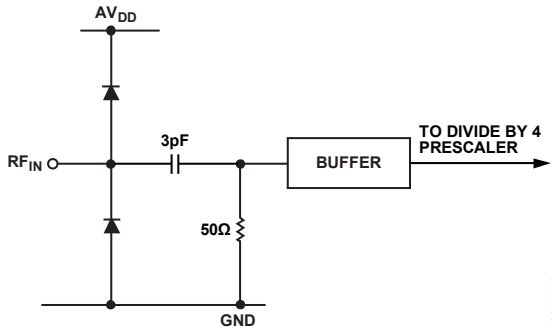 AVDD
3pF
RFIN
BUFFER
TO DIVIDE BY 4
PRESCALER
50Ω
GND